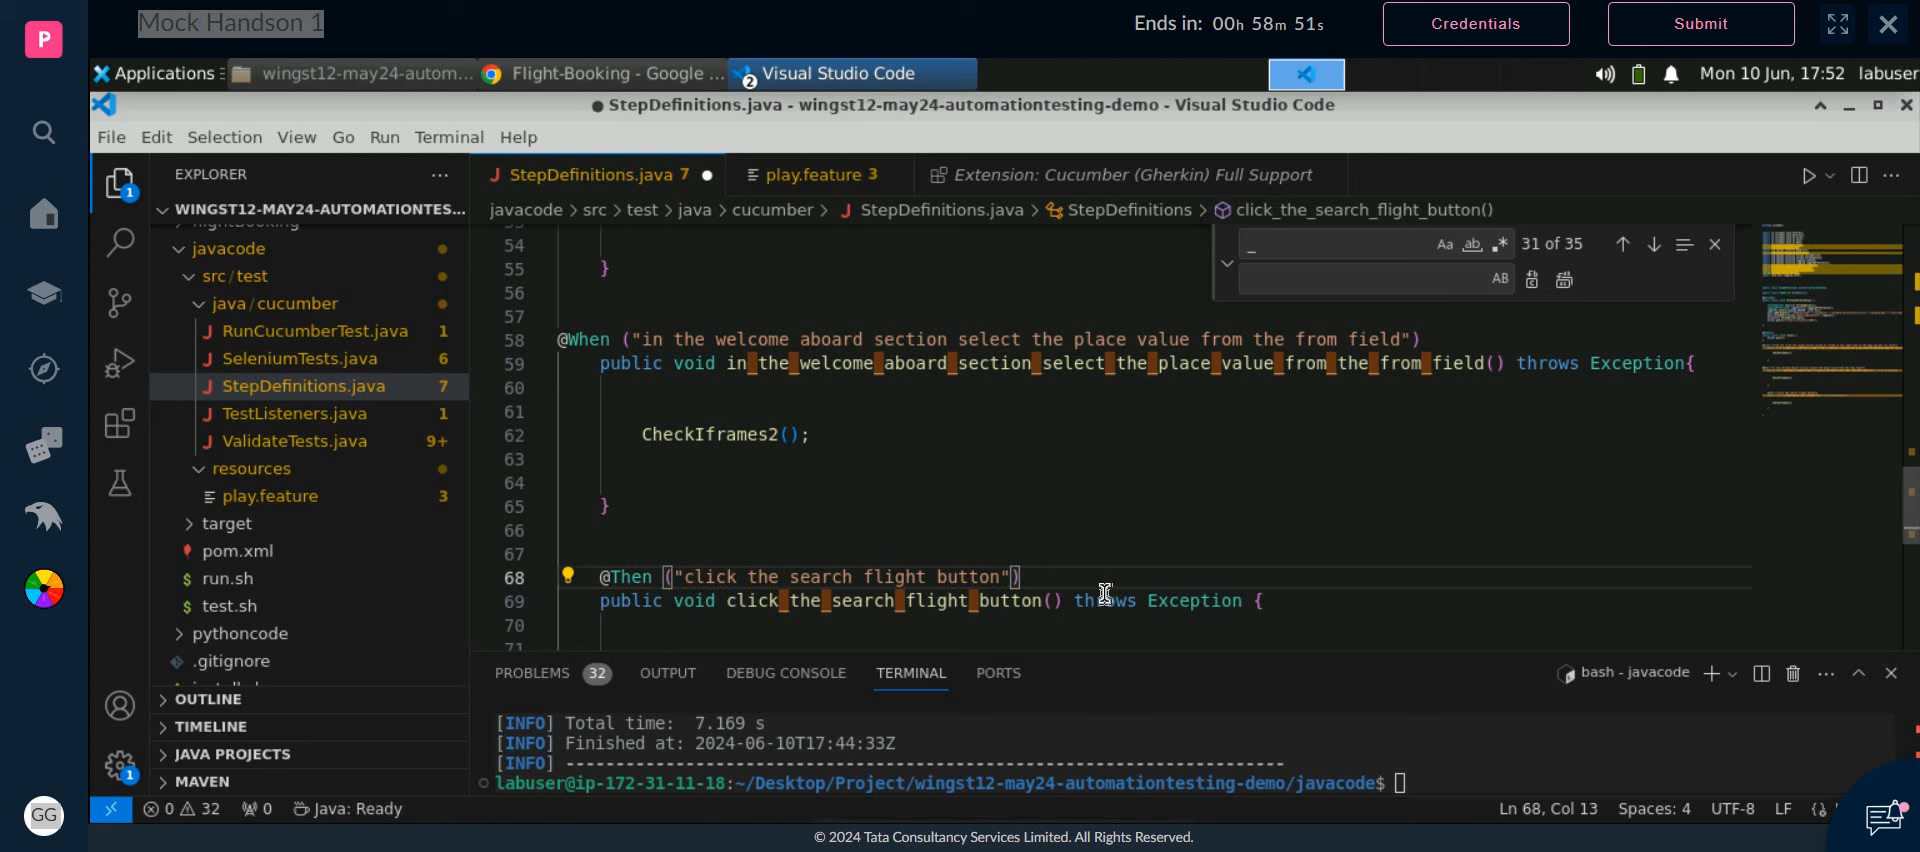 Mock Handson 1
Ends in: 00h 58m 51s
Credentials
Submit
P
Applications
wingst12-may24-autom...
Flight-Booking - Google ...
2
Visual Studio Code
Mon 10 Jun, 17:52
labuser
● StepDefinitions.java - wingst12-may24-automationtesting-demo - Visual Studio Code
File Edit Selection View Go Run Terminal Help
1
EXPLORER
StepDefinitions.java 7
play.feature 3
Extension: Cucumber (Gherkin) Full Support
WINGST12-MAY24-AUTOMATIONTES...
javacode > src > test > java > cucumber > StepDefinitions.java > StepDefinitions > click_the_search_flight_button()
javacode
src/test
java/cucumber
RunCucumberTest.java 1
SeleniumTests.java 6
StepDefinitions.java 7
TestListeners.java 1
ValidateTests.java 9+
resources
play.feature 3
target
pom.xml
run.sh
test.sh
pythoncode
.gitignore
OUTLINE
TIMELINE
JAVA PROJECTS
MAVEN
_
Aa ab .* 31 of 35
AB
54
55 }
56
57
58 @When ("in the welcome aboard section select the place value from the from field")
59 public void in_the_welcome_aboard_section_select_the_place_value_from_the_from_field() throws Exception{
60
61
62 CheckIframes2();
63
64
65 }
66
67
68 @Then ("click the search flight button")
69 public void click_the_search_flight_button() throws Exception {
70
71
PROBLEMS 32 OUTPUT DEBUG CONSOLE TERMINAL PORTS
bash - javacode
[INFO] Total time: 7.169 s
[INFO] Finished at: 2024-06-10T17:44:33Z
[INFO] ------------------------------------------------------------------------
labuser@ip-172-31-11-18:~/Desktop/Project/wingst12-may24-automationtesting-demo/javacode$
1
GG
0 32 0 Java: Ready
Ln 68, Col 13 Spaces: 4 UTF-8 LF {}
© 2024 Tata Consultancy Services Limited. All Rights Reserved.